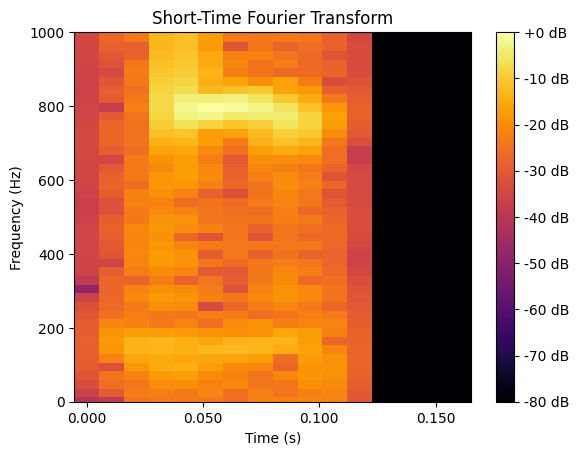 Short-Time Fourier Transform
1000
800
600
400
200
0
Frequency (Hz)
0.000
0.050
0.100
0.150
Time (s)
+0 dB
-10 dB
-20 dB
-30 dB
-40 dB
-50 dB
-60 dB
-70 dB
-80 dB